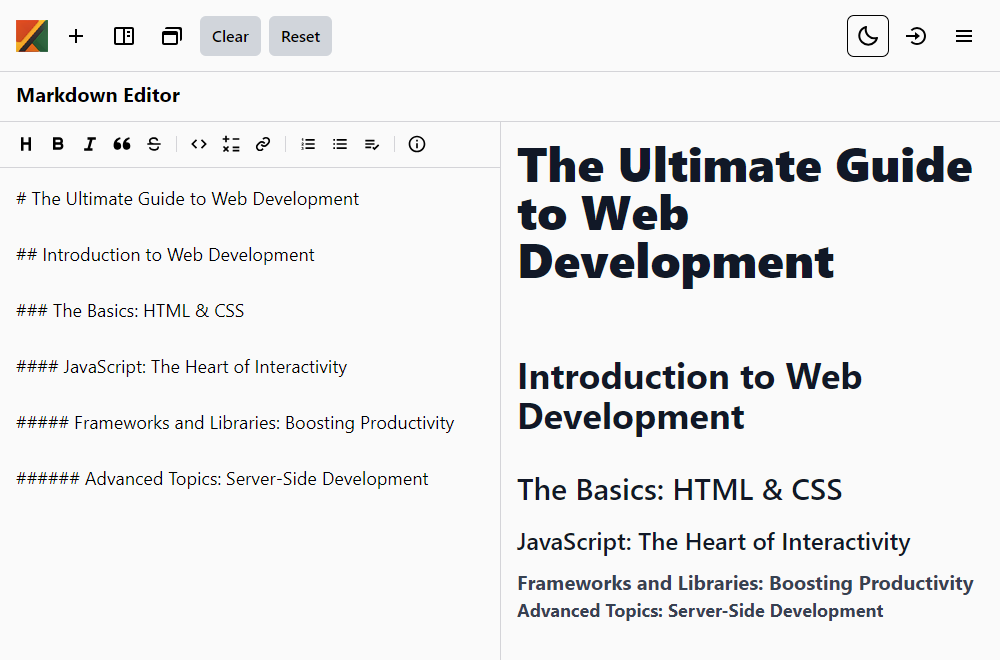 Clear Reset
Markdown Editor
H B I S
# The Ultimate Guide to Web Development
## Introduction to Web Development
### The Basics: HTML & CSS
#### JavaScript: The Heart of Interactivity
##### Frameworks and Libraries: Boosting Productivity
###### Advanced Topics: Server-Side Development
The Ultimate Guide
to Web
Development
Introduction to Web
Development
The Basics: HTML & CSS
JavaScript: The Heart of Interactivity
Frameworks and Libraries: Boosting Productivity
Advanced Topics: Server-Side Development